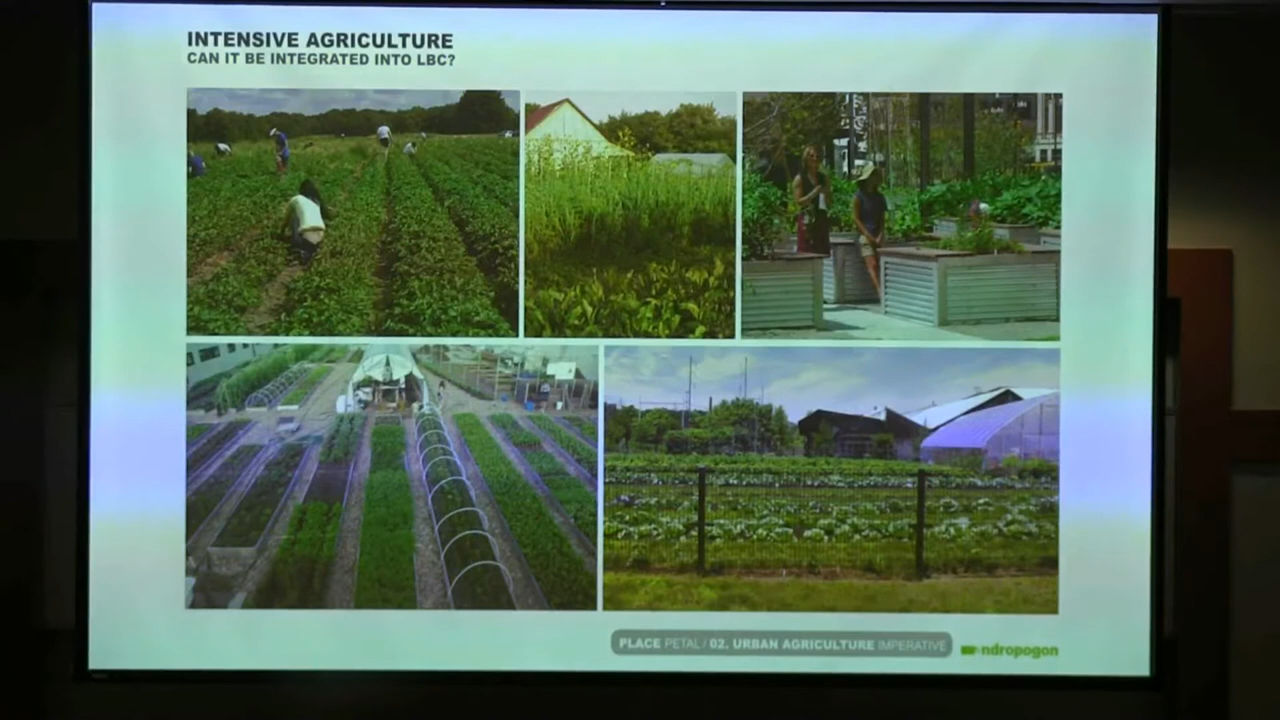 INTENSIVE AGRICULTURE
CAN IT BE INTEGRATED INTO LBC?
PLACE PETAL / 02. URBAN AGRICULTURE IMPERATIVE
ndropogon